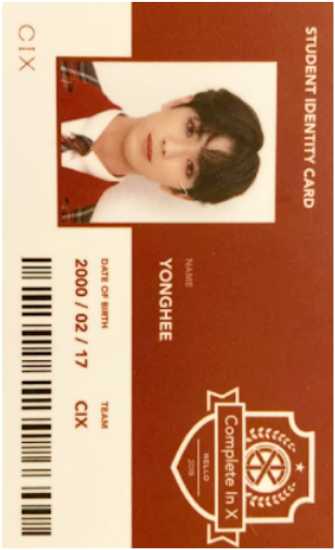 STUDENT IDENTITY CARD
NAME
YONGHEE
DATE OF BIRTH
2000 / 02 / 17
TEAM
CIX
CIX
Complete In X
HELLO
2019